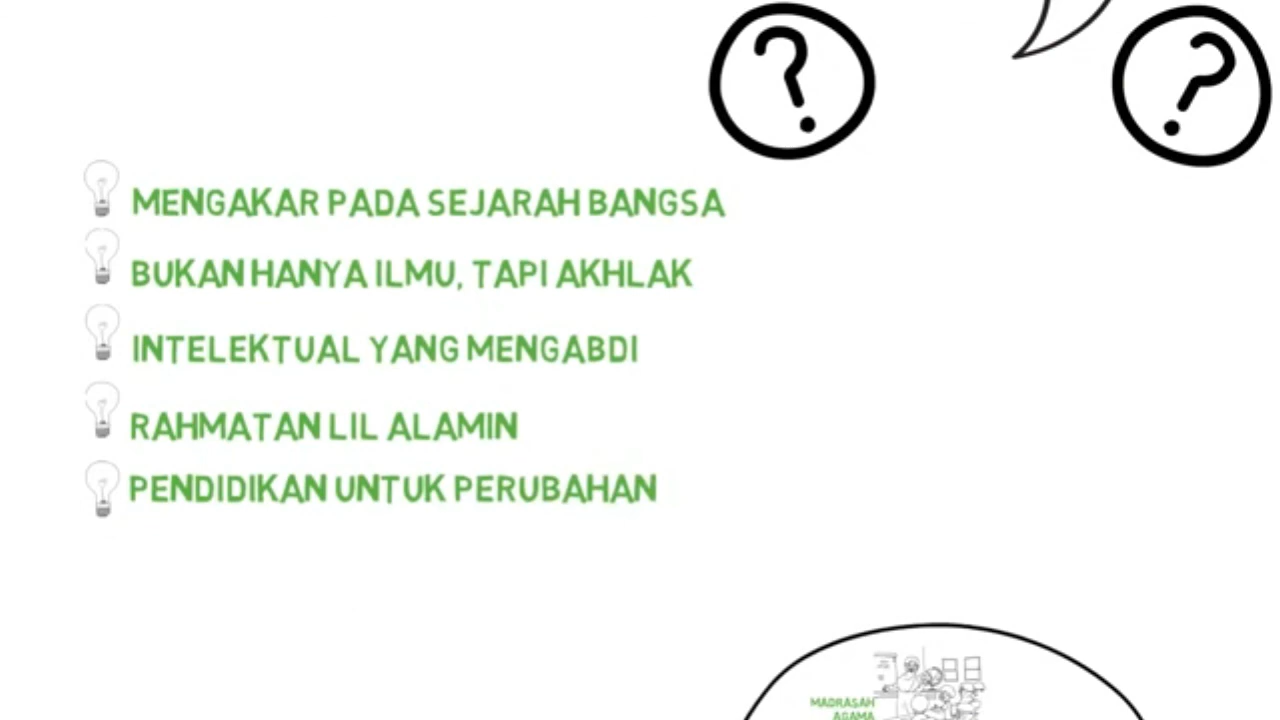 ?
?
MENGAKAR PADA SEJARAH BANGSA
BUKAN HANYA ILMU, TAPI AKHLAK
INTELEKTUAL YANG MENGABDI
RAHMATAN LIL ALAMIN
PENDIDIKAN UNTUK PERUBAHAN
MADRASAH
AGAMA